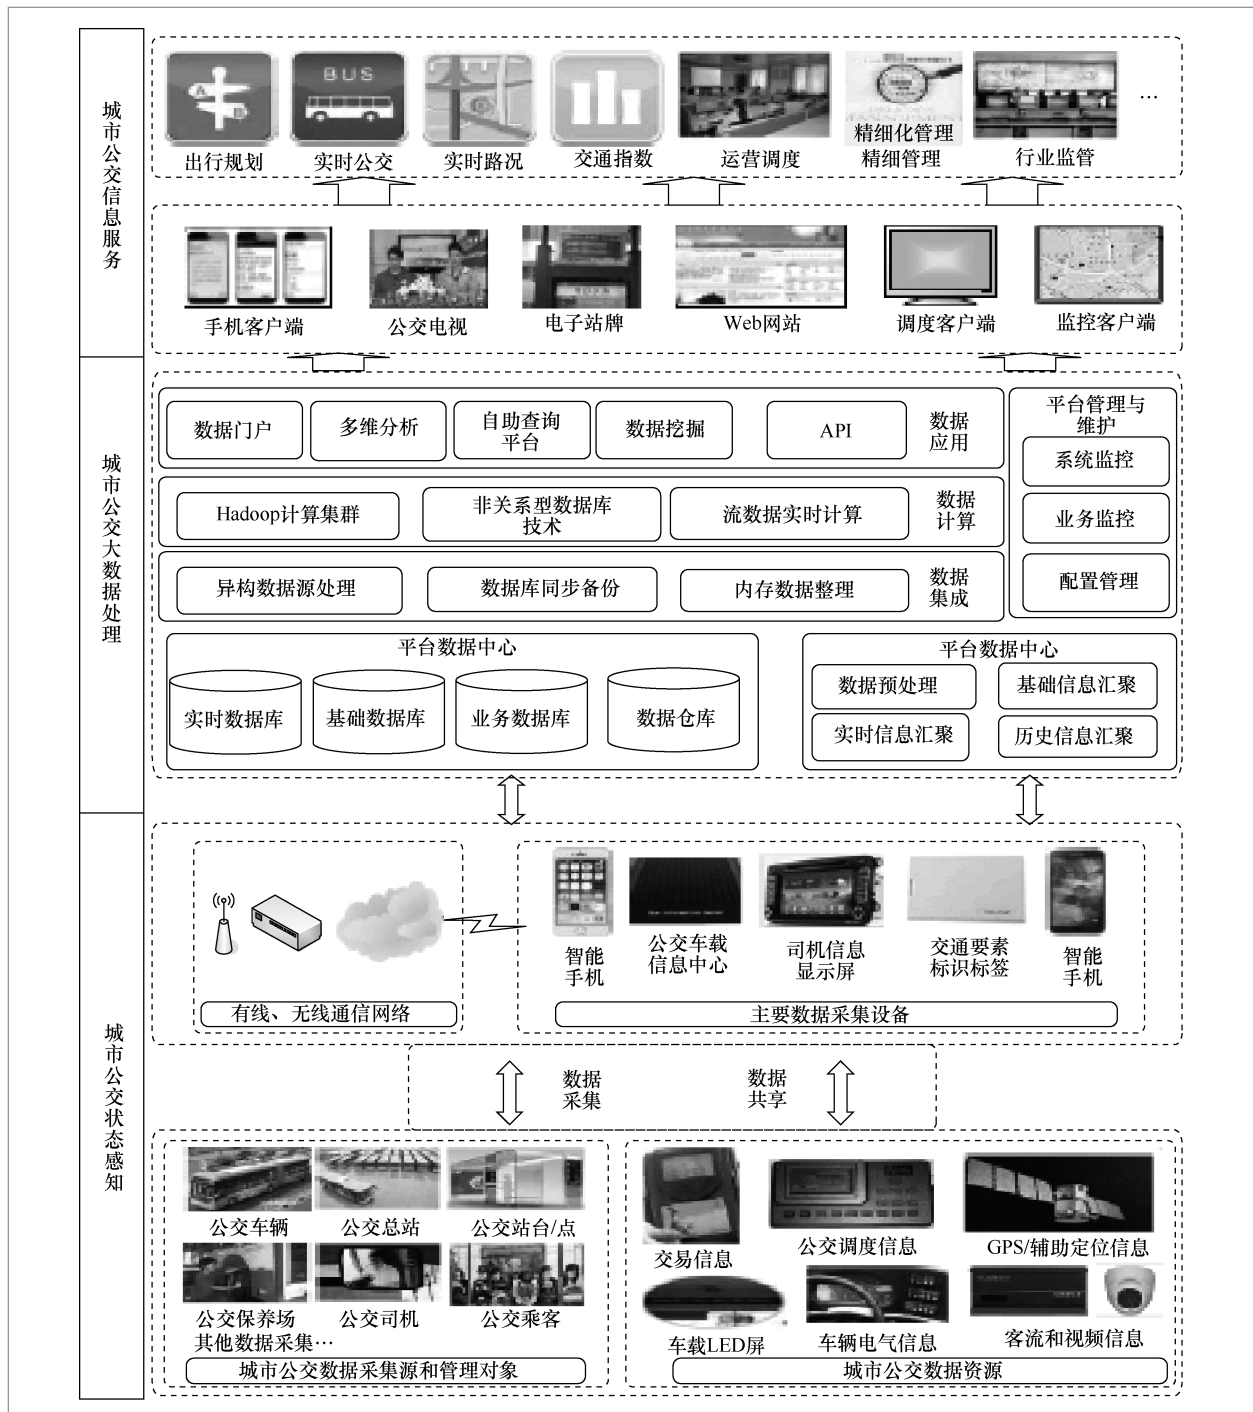 城市公交信息服务
BUS
A
B
出行规划
实时公交
实时路况
交通指数
运营调度
精细化管理
精细管理
行业监管
…
手机客户端
公交电视
电子站牌
Web网站
调度客户端
监控客户端
城市公交大数据处理
数据门户
多维分析
自助查询
平台
数据挖掘
API
数据
应用
Hadoop计算集群
非关系型数据库
技术
流数据实时计算
数据
计算
异构数据源处理
数据库同步备份
内存数据整理
数据
集成
平台管理与
维护
系统监控
业务监控
配置管理
平台数据中心
实时数据库
基础数据库
业务数据库
数据仓库
平台数据中心
数据预处理
基础信息汇聚
实时信息汇聚
历史信息汇聚
城市公交状态感知
有线、无线通信网络
智能
手机
公交车载
信息中心
司机信息
显示屏
交通要素
标识标签
智能
手机
主要数据采集设备
数据
采集
数据
共享
公交车辆
公交总站
公交站台/点
公交保养场
公交司机
公交乘客
其他数据采集…
城市公交数据采集源和管理对象
交易信息
公交调度信息
GPS/辅助定位信息
车载LED屏
车辆电气信息
客流和视频信息
城市公交数据资源